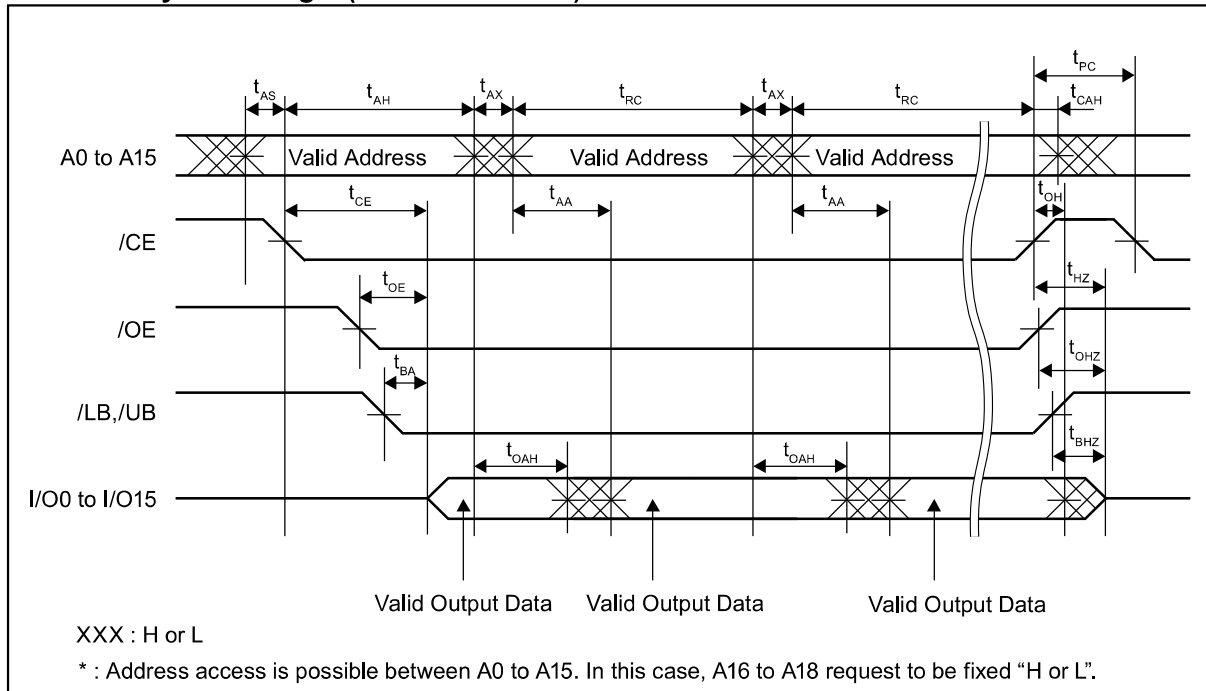 tPC
tAS tAH tAX tRC tAX tRC tCAH
A0 to A15 Valid Address Valid Address Valid Address
tCE tAA tAA tOH
/CE
tOE tHZ
/OE
tBA tOHZ
/LB,/UB
tOAH tOAH tBHZ
I/O0 to I/O15
Valid Output Data Valid Output Data Valid Output Data
XXX : H or L
* : Address access is possible between A0 to A15. In this case, A16 to A18 request to be fixed “H or L”.